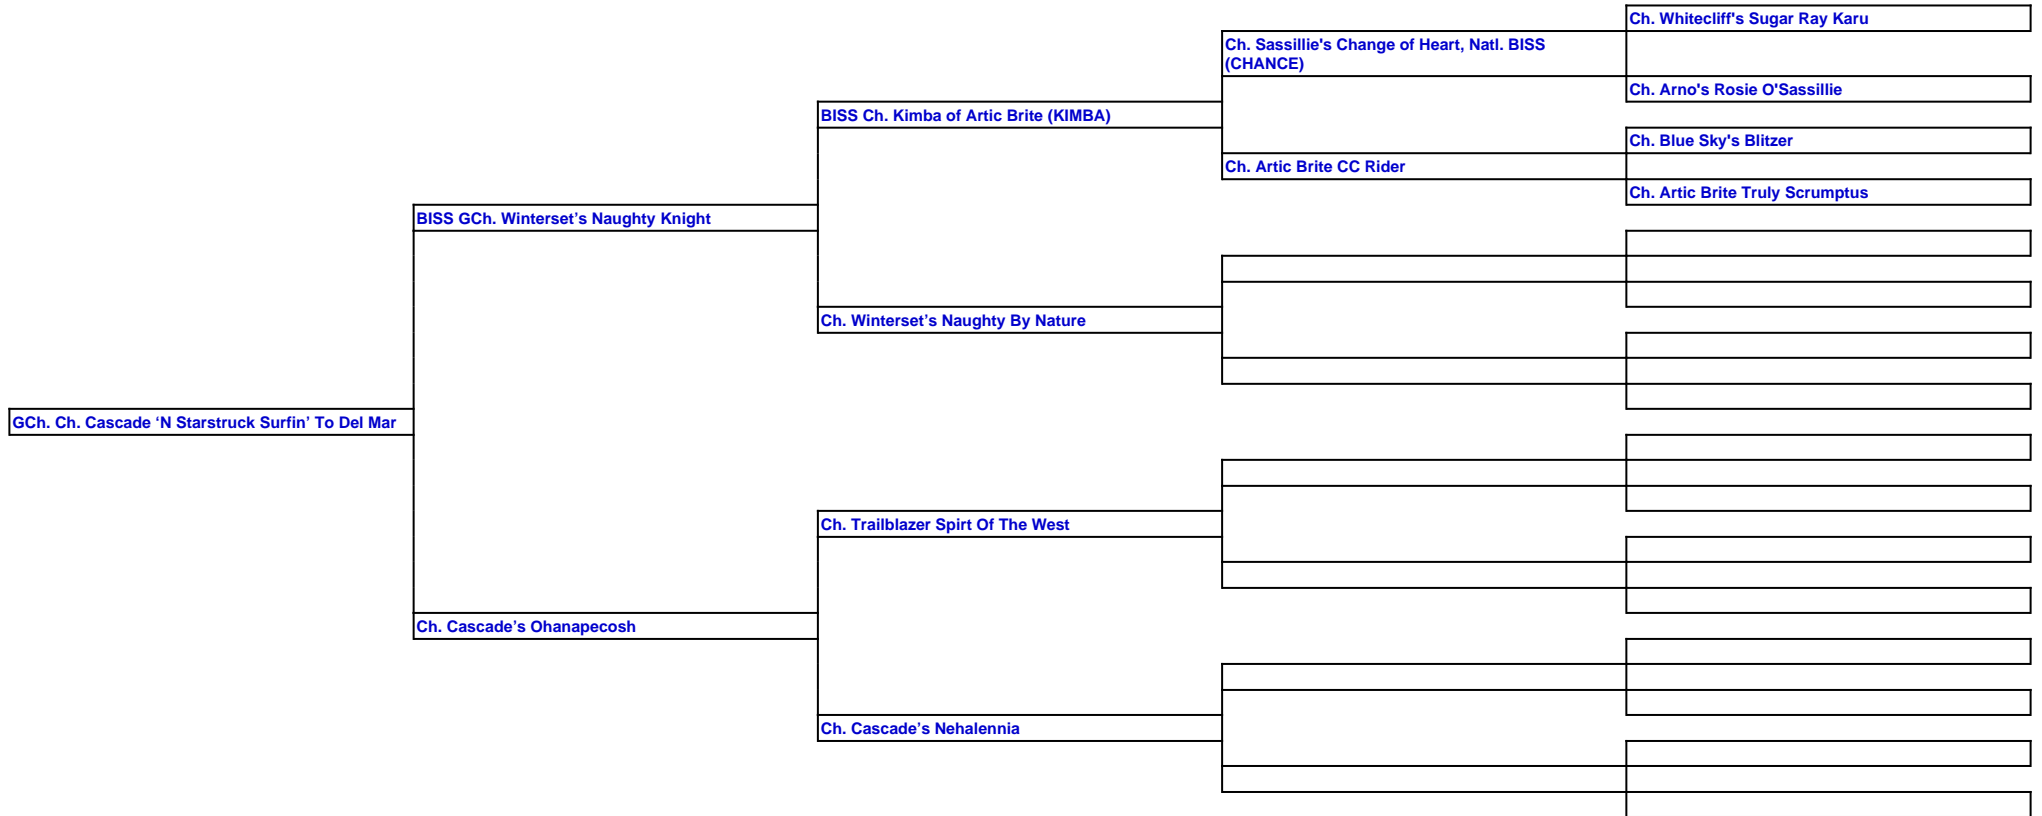 Ch. Whitecliff's Sugar Ray Karu
Ch. Sassillie's Change of Heart, Natl. BISS
(CHANCE)
Ch. Arno's Rosie O'Sassillie
BISS Ch. Kimba of Artic Brite (KIMBA)
Ch. Blue Sky's Blitzer
Ch. Artic Brite CC Rider
Ch. Artic Brite Truly Scrumptus
BISS GCh. Winterset’s Naughty Knight
Ch. Winterset’s Naughty By Nature
GCh. Ch. Cascade ‘N Starstruck Surfin’ To Del Mar
Ch. Trailblazer Spirt Of The West
Ch. Cascade’s Ohanapecosh
Ch. Cascade’s Nehalennia